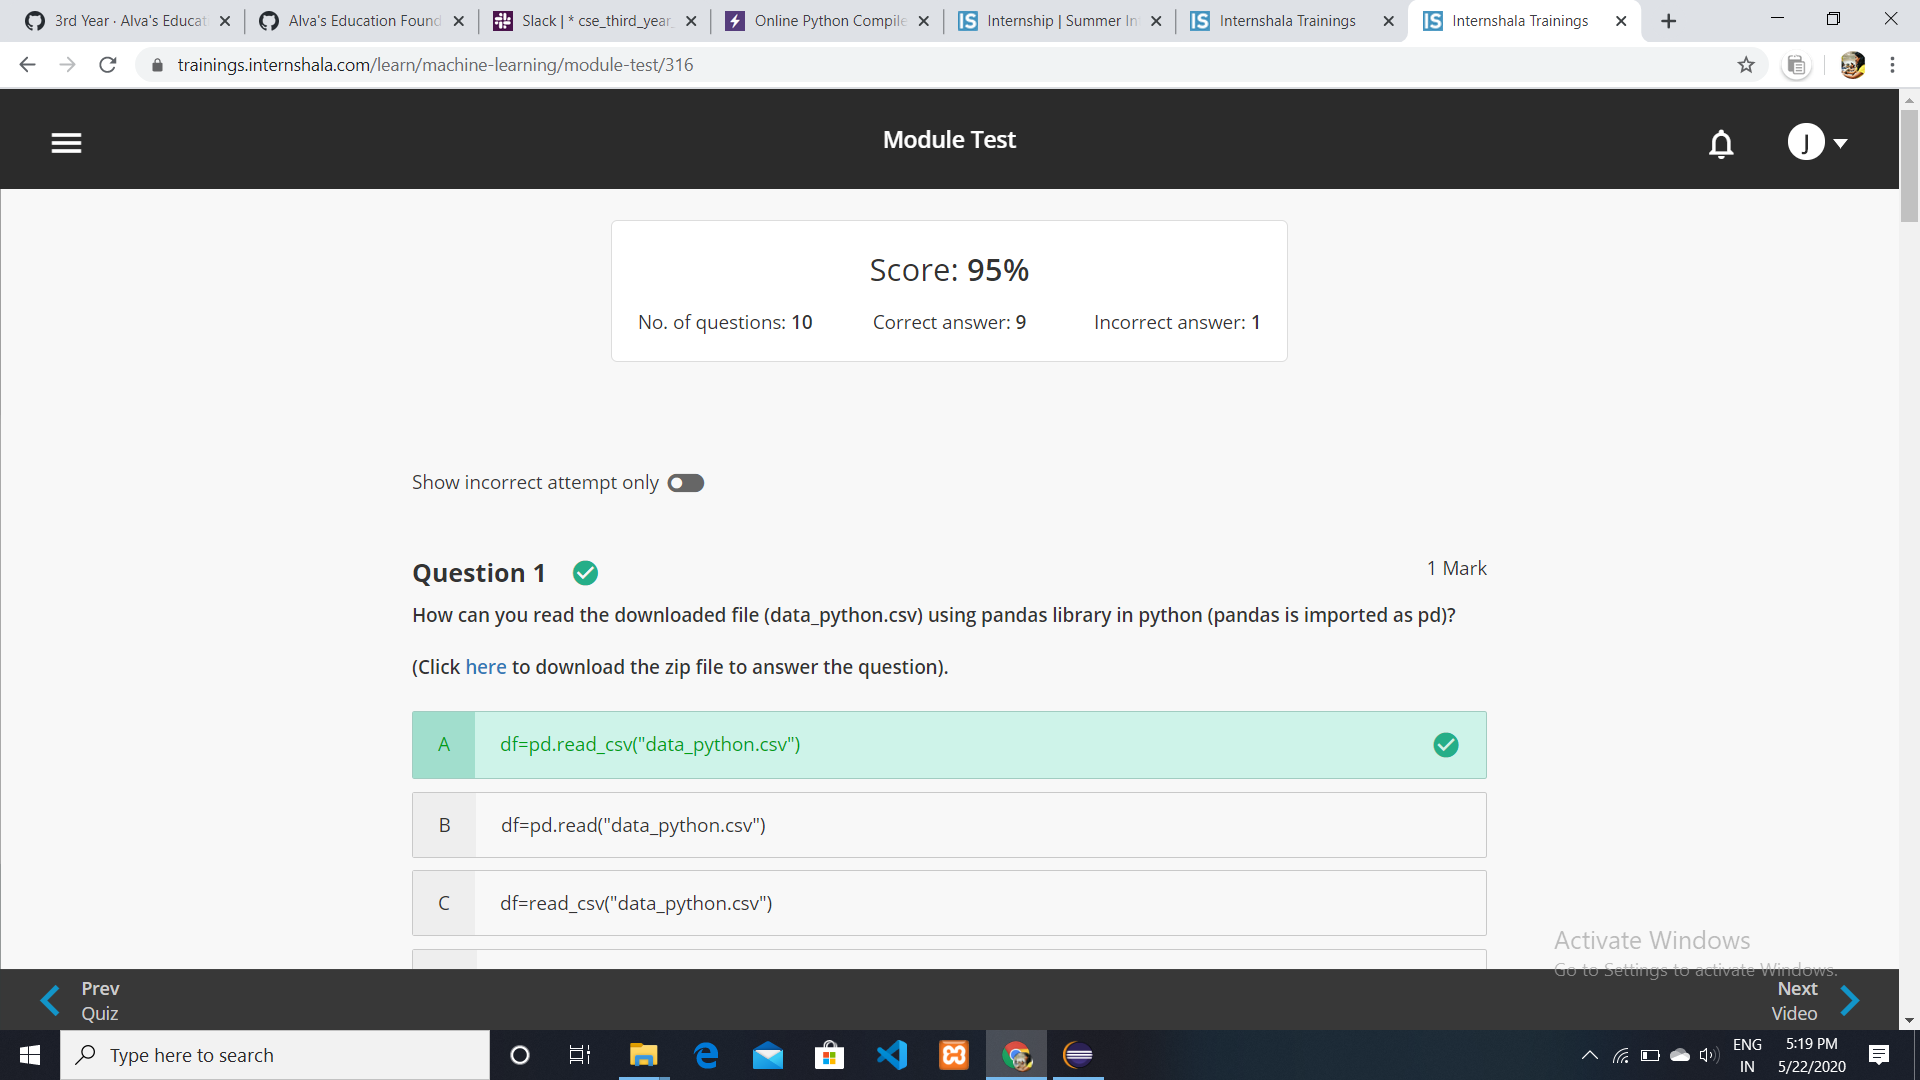 3rd Year · Alva's Educat
Alva's Education Found
Slack | * cse_third_year_
Online Python Compile
Internship | Summer In
Internshala Trainings
Internshala Trainings
trainings.internshala.com/learn/machine-learning/module-test/316
Module Test
J
Score: 95%
No. of questions: 10
Correct answer: 9
Incorrect answer: 1
Show incorrect attempt only
Question 1
1 Mark
How can you read the downloaded file (data_python.csv) using pandas library in python (pandas is imported as pd)?
(Click here to download the zip file to answer the question).
A df=pd.read_csv("data_python.csv")
B df=pd.read("data_python.csv")
C df=read_csv("data_python.csv")
Activate Windows
Go to Settings to activate Windows.
Prev
Quiz
Next
Video
Type here to search
ENG
IN
5:19 PM
5/22/2020